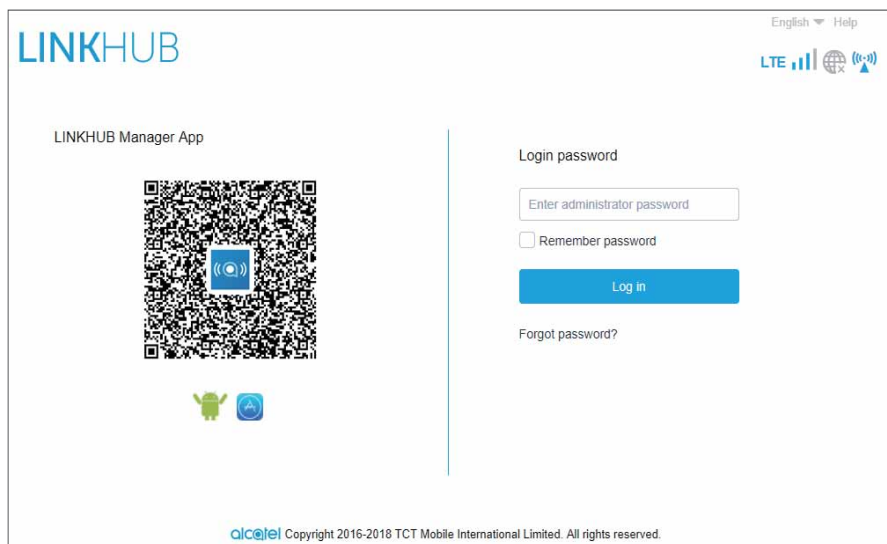 English Help
LINKHUB
LTE
LINKHUB Manager App
Login password
Enter administrator password
Remember password
Log in
Forgot password?
alcatel Copyright 2016-2018 TCT Mobile International Limited. All rights reserved.